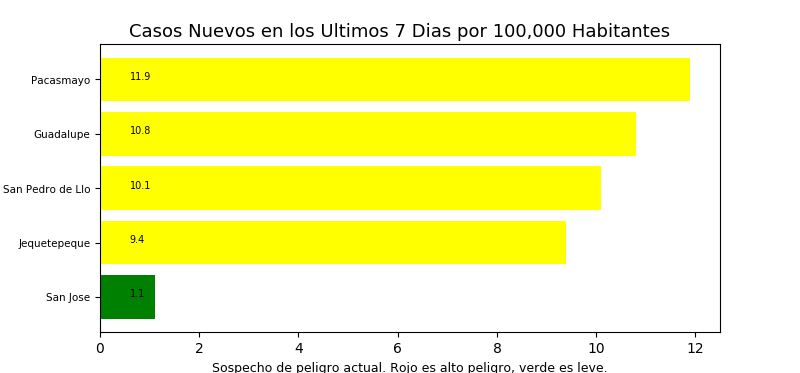 Casos Nuevos en los Ultimos 7 Dias por 100,000 Habitantes
Pacasmayo 11.9
Guadalupe 10.8
San Pedro de Llo 10.1
Jequetepeque 9.4
San Jose 1.1
0 2 4 6 8 10 12
Sospecho de peligro actual. Rojo es alto peligro, verde es leve.